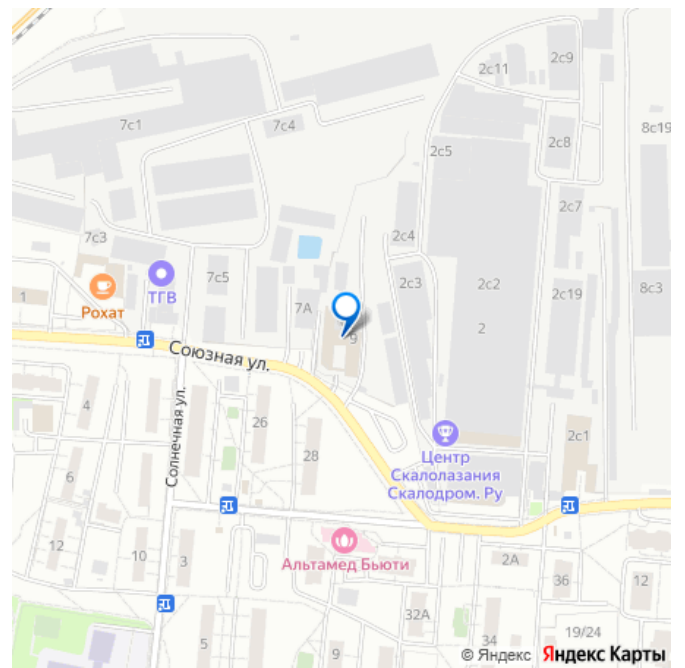 2с9
2с11
7с1
7с4
8с19
2с5
2с8
2с7
7с3
2с4
7с5
2с3
2с2
2с19
8с3
1
Рохат
ТГВ
7А
9
2
Союзная ул.
Солнечная ул.
4
26
28
6
Центр
Скалолазания
Скалодром. Ру
2с1
12
10
3
Альтамед Бьюти
2А
36
12
32А
5
9
34
19/24
© Яндекс Яндекс Карты